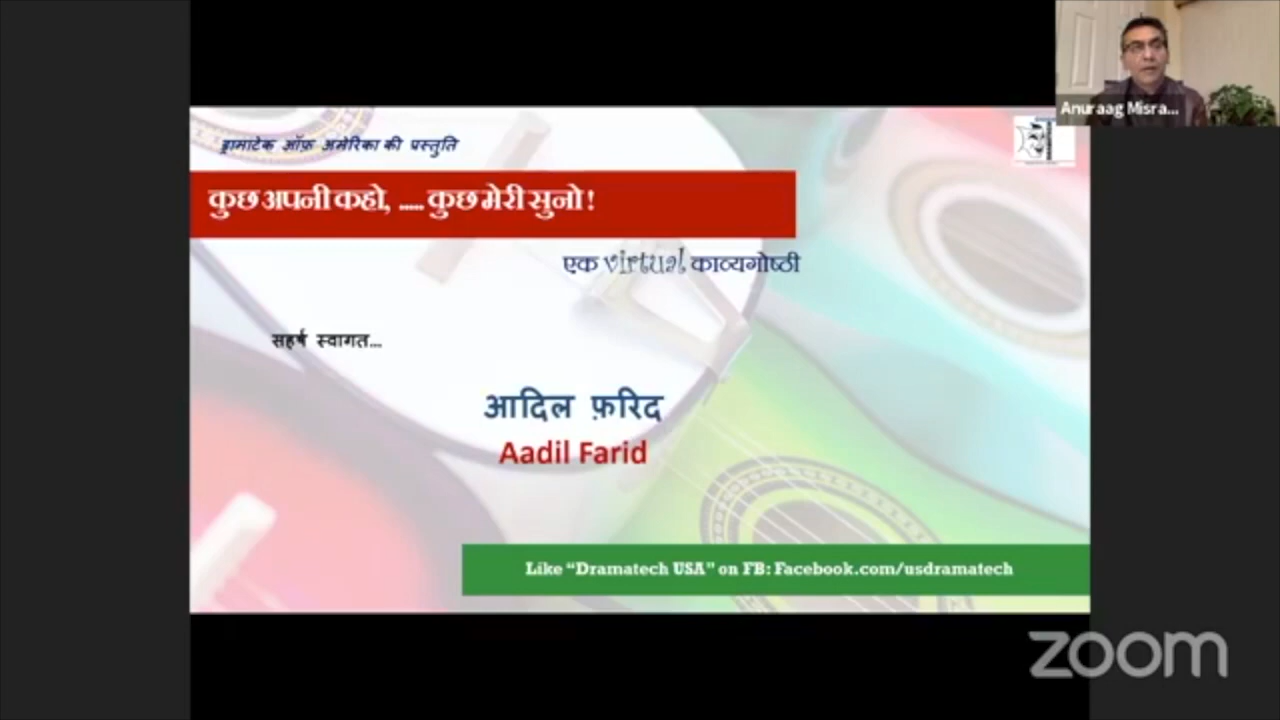 Anuraag Misra...
ड्रामाटेक ऑफ़ अमेरिका की प्रस्तुति
कुछ अपनी कहो, ..... कुछ मेरी सुनो !
एक virtual काव्यगोष्ठी
सहर्ष स्वागत...
आदिल फ़रिद
Aadil Farid
Like “Dramatech USA” on FB: Facebook.com/usdramatech
zoom